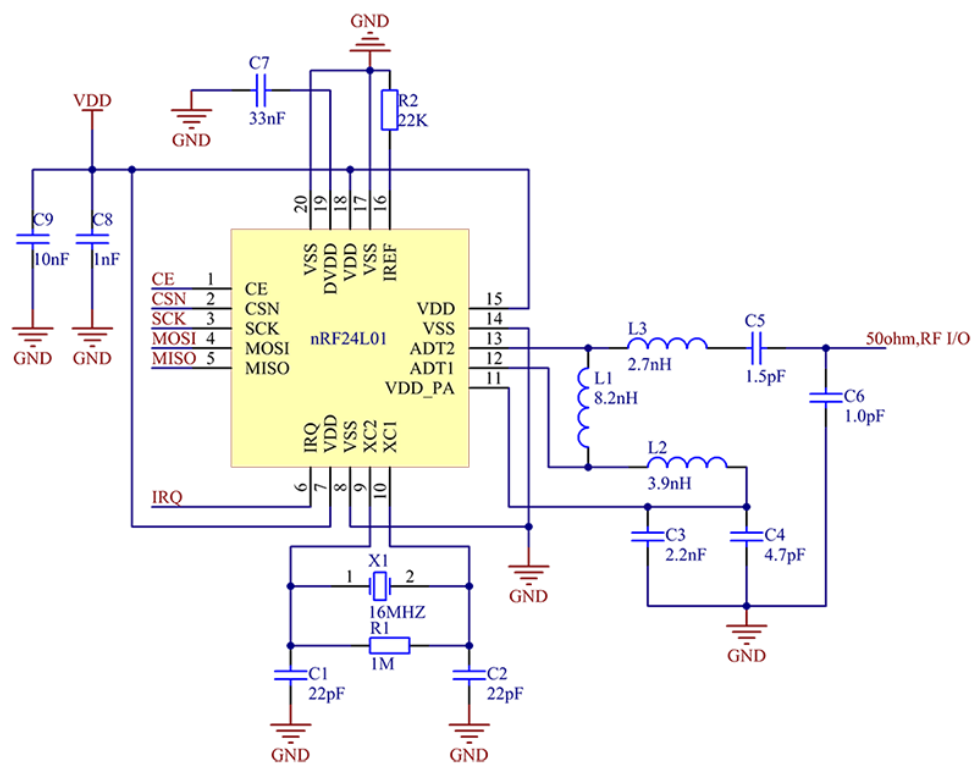 GND
C7
33nF
GND
R2
22K
VDD
C9
10nF
GND
C8
1nF
GND
20
19
18
17
16
VSS
DVDD
VDD
VSS
IREF
CE 1 CE
CSN 2 CSN
SCK 3 SCK
MOSI 4 MOSI
MISO 5 MISO
nRF24L01
VDD 15
VSS 14
ADT2 13
ADT1 12
VDD_PA 11
IRQ
VDD
VSS
XC2
XC1
6
7
8
9
10
IRQ
L3
2.7nH
C5
1.5pF
50ohm,RF I/O
L1
8.2nH
C6
1.0pF
L2
3.9nH
C3
2.2nF
C4
4.7pF
GND
GND
X1
1 2
16MHZ
R1
1M
C1
22pF
C2
22pF
GND
GND